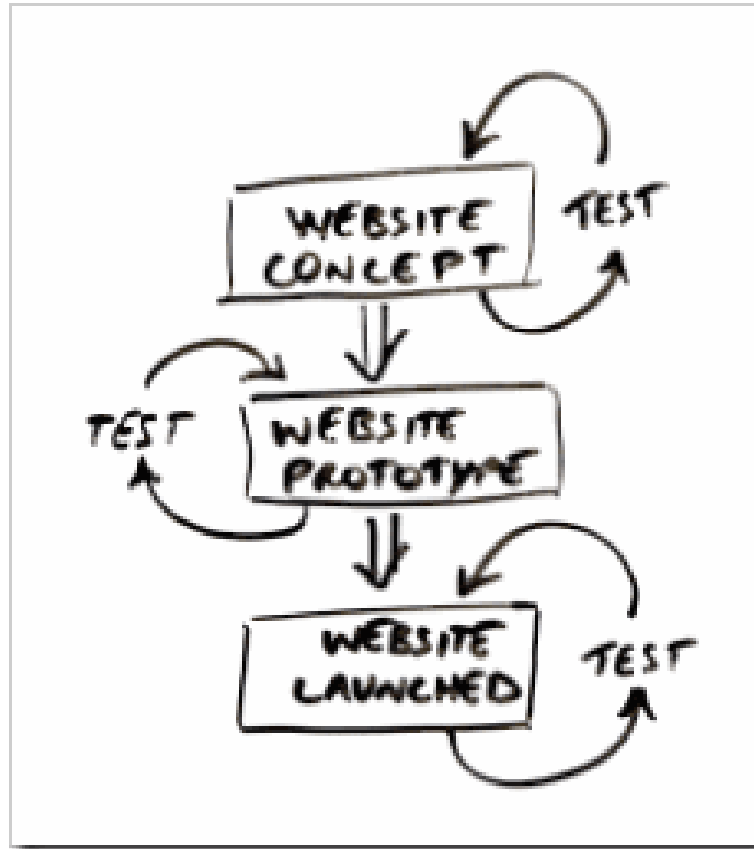 WEBSITE
CONCEPT
TEST
TEST
WEBSITE
PROTOTYPE
WEBSITE
LAUNCHED
TEST